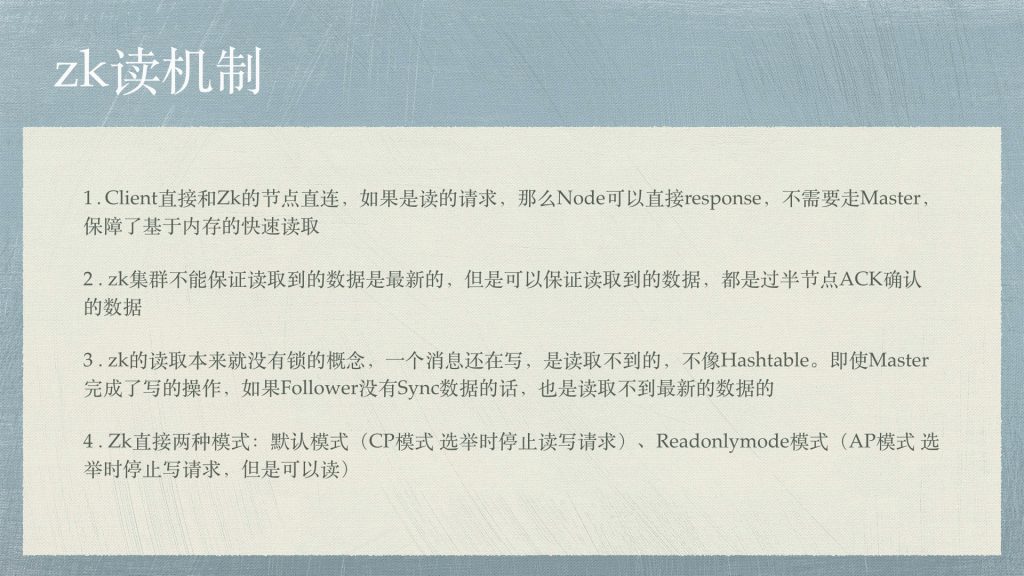 zk读机制
1 . Client直接和Zk的节点直连，如果是读的请求，那么Node可以直接response，不需要走Master，
保障了基于内存的快速读取
2 . zk集群不能保证读取到的数据是最新的，但是可以保证读取到的数据，都是过半节点ACK确认
的数据
3 . zk的读取本来就没有锁的概念，一个消息还在写，是读取不到的，不像Hashtable。即使Master
完成了写的操作，如果Follower没有Sync数据的话，也是读取不到最新的数据的
4 . Zk直接两种模式：默认模式（CP模式 选举时停止读写请求）、Readonlymode模式（AP模式 选
举时停止写请求，但是可以读）